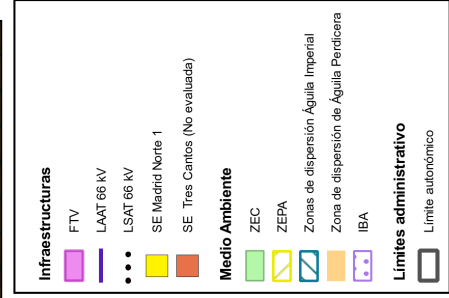 Infraestructuras
FTV
LAAT 66 kV
LSAT 66 kV
SE Madrid Norte 1
SE Tres Cantos (No evaluada)
Medio Ambiente
ZEC
ZEPA
Zonas de dispersión Águila Imperial
Zona de dispersión de Águila Perdicera
IBA
Límites administrativo
Límite autonómico